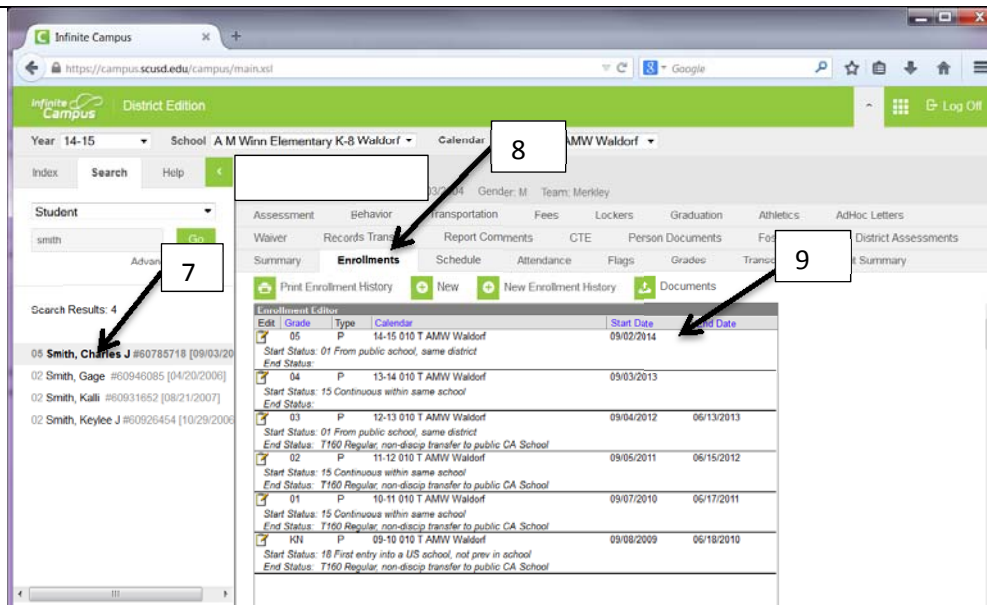 Infinite Campus × +
https://campus.scusd.edu/campus/main.xsl
Google
Infinite Campus District Edition Log Off
Year 14-15 School A M Winn Elementary K-8 Waldorf Calendar AMW Waldorf
8
Index Search Help
Gender: M Team: Merkley
Student
smith Go
7
Search Results: 4
05 Smith, Charles J #60785718 [09/03/20
02 Smith, Gage #60946085 [04/20/2006]
02 Smith, Kalli #60931652 [08/21/2007]
02 Smith, Keylee J #60926454 [10/29/2006
Assessment Behavior Transportation Fees Lockers Graduation Athletics AdHoc Letters
Waiver Records Report Comments CTE Person Documents District Assessments
Summary Enrollments Schedule Attendance Flags Grades Summary
9
Print Enrollment History New New Enrollment History Documents
Enrollment Editor
Edit Grade Type Calendar Start Date End Date
05 P 14-15 010 T AMW Waldorf 09/02/2014
Start Status: 01 From public school, same district
End Status:
04 P 13-14 010 T AMW Waldorf 09/03/2013
Start Status: 15 Continuous within same school
End Status:
03 P 12-13 010 T AMW Waldorf 09/04/2012 06/13/2013
Start Status: 01 From public school, same district
End Status: T160 Regular, non-discip transfer to public CA School
02 P 11-12 010 T AMW Waldorf 09/06/2011 06/15/2012
Start Status: 15 Continuous within same school
End Status: T160 Regular, non-discip transfer to public CA School
01 P 10-11 010 T AMW Waldorf 09/07/2010 06/17/2011
Start Status: 15 Continuous within same school
End Status: T160 Regular, non-discip transfer to public CA School
KN P 09-10 010 T AMW Waldorf 09/08/2009 06/18/2010
Start Status: 18 First entry into a US school, not prev in school
End Status: T160 Regular, non-discip transfer to public CA School